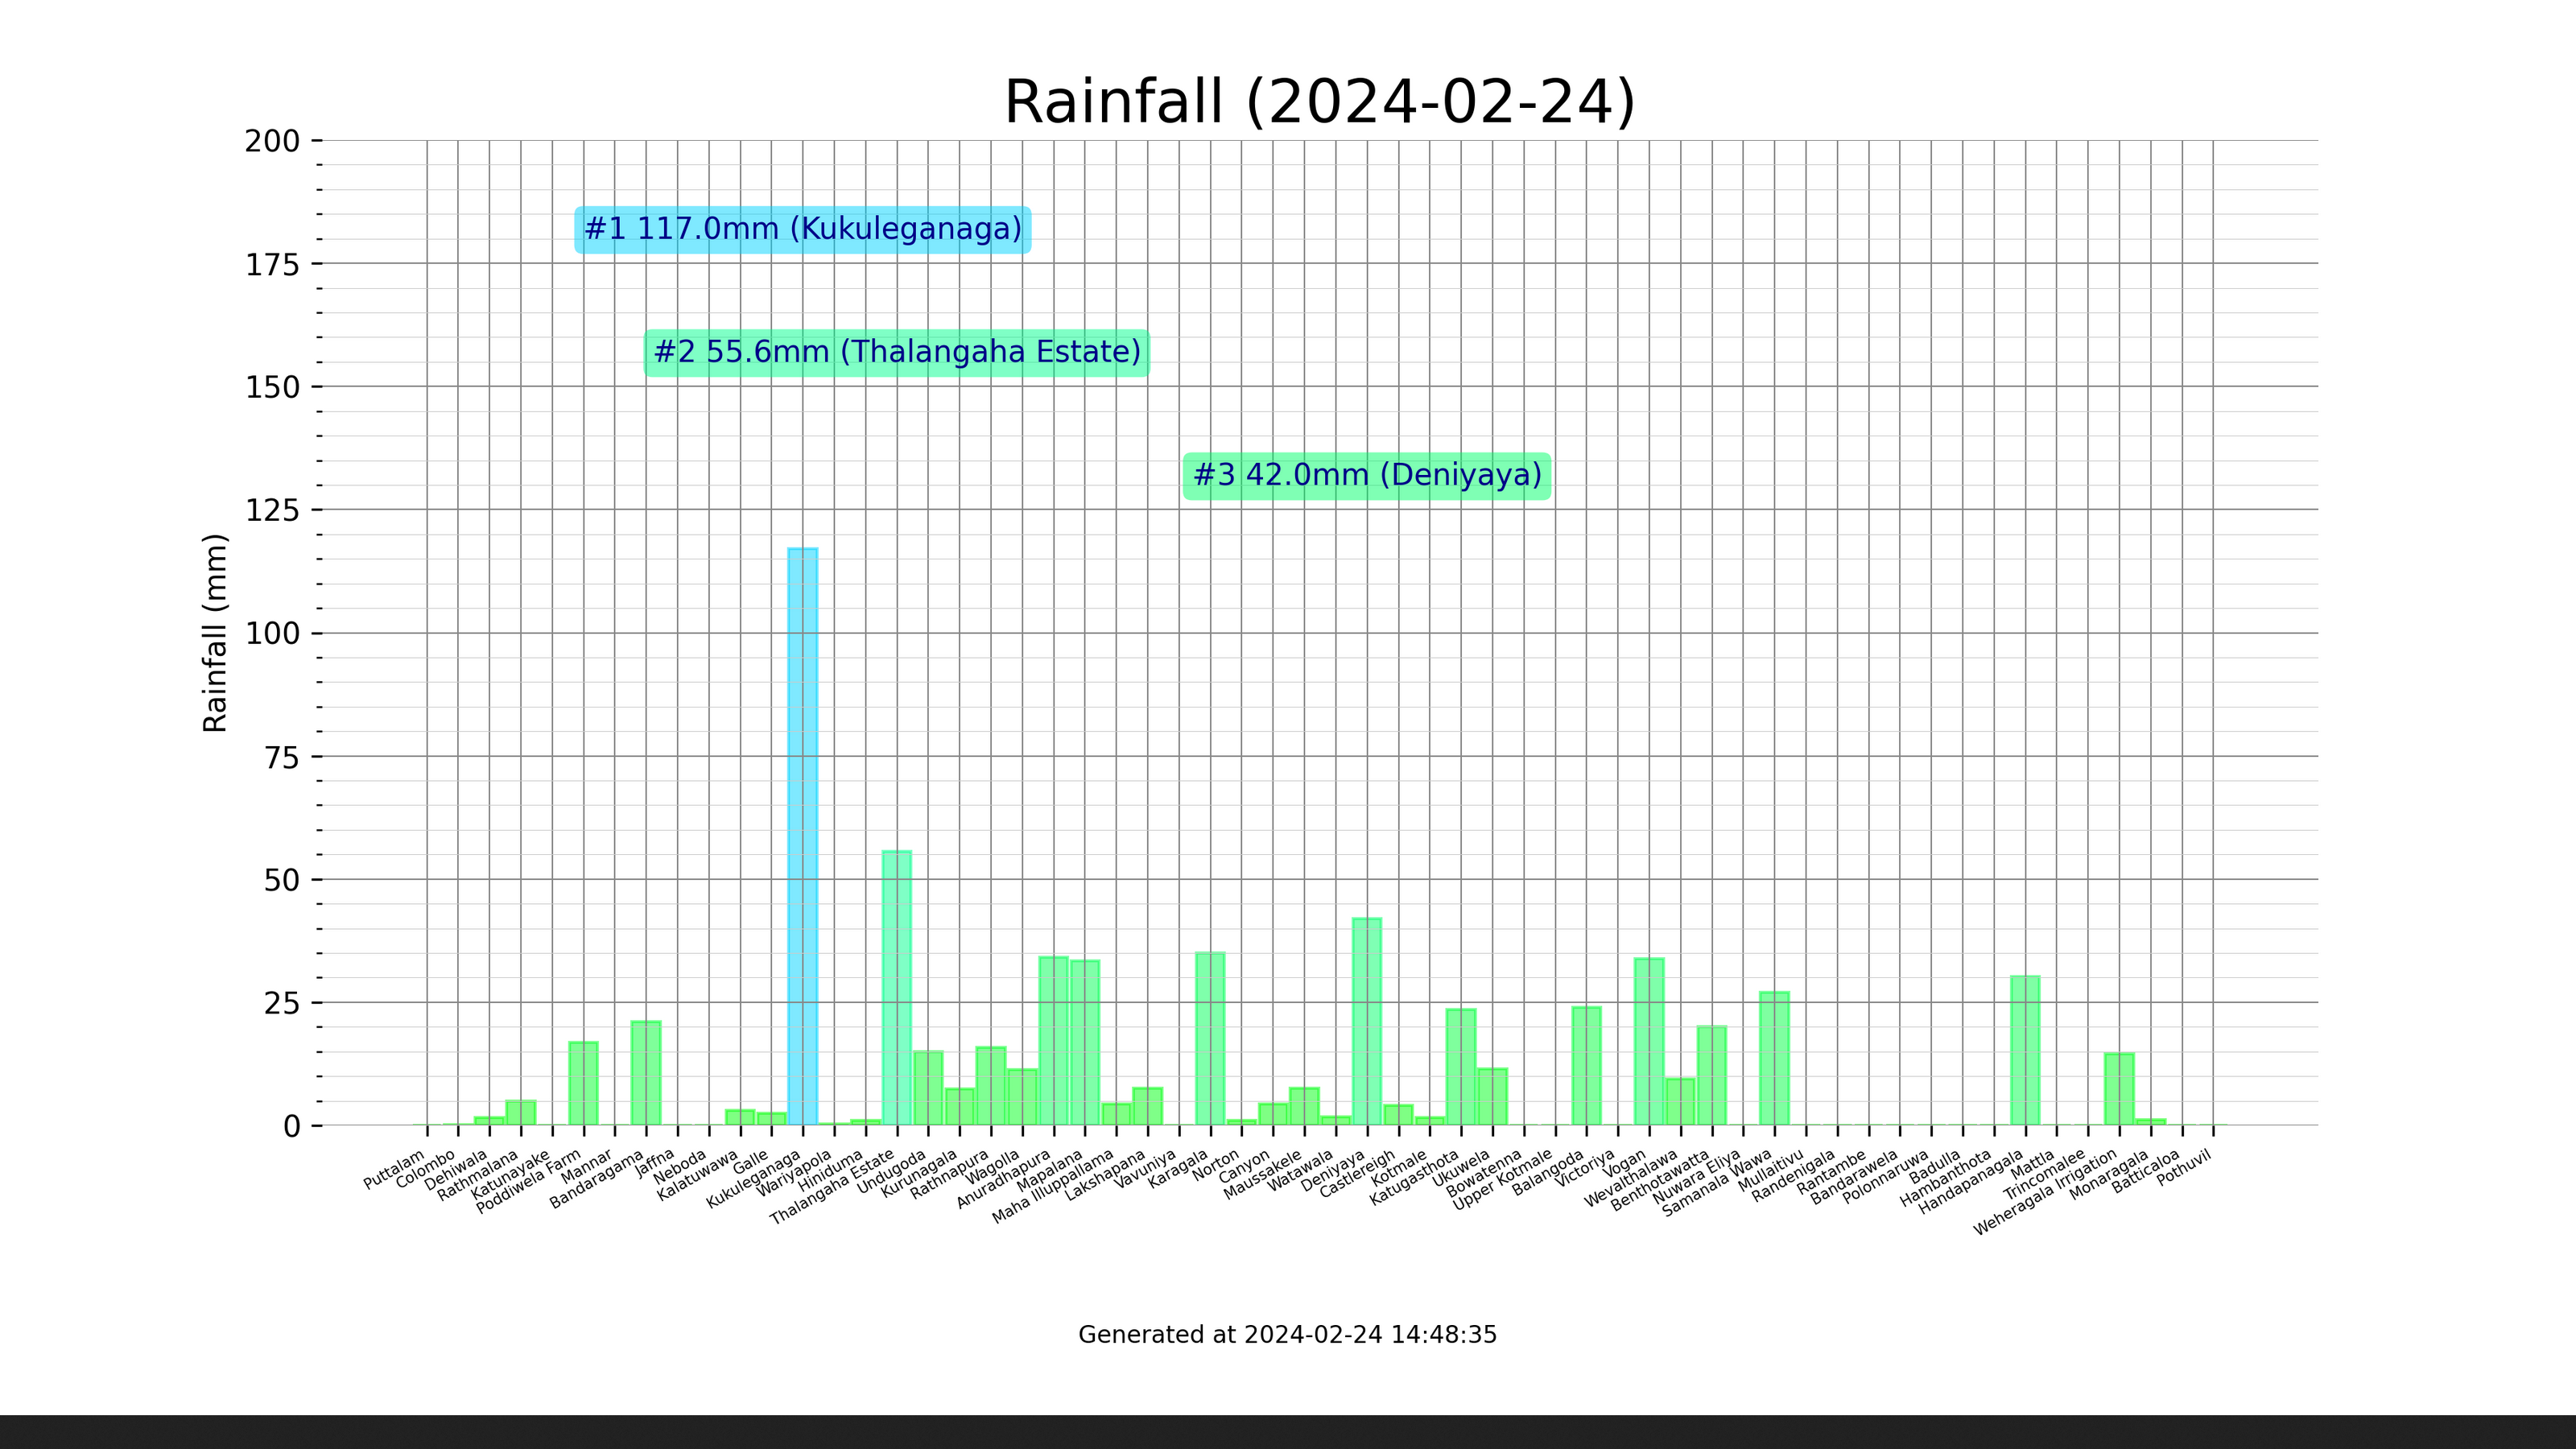 Rainfall (2024-02-24)
200
175
150
125
100
75
50
25
0
Rainfall (mm)
#1 117.0mm (Kukuleganaga)
#2 55.6mm (Thalangaha Estate)
#3 42.0mm (Deniyaya)
Puttalam
Colombo
Dehiwala
Rathmalana
Katunayake
Poddiwela Farm
Mannar
Bandaragama
Jaffna
Neboda
Kalatuwawa
Galle
Kukuleganaga
Wariyapola
Hiniduma
Thalangaha Estate
Undugoda
Kurunagala
Rathnapura
Wagolla
Anuradhapura
Mapalana
Maha Illuppallama
Lakshapana
Vavuniya
Karagala
Norton
Canyon
Maussakele
Watawala
Deniyaya
Castlereigh
Kotmale
Katugasthota
Ukuwela
Bowatenna
Upper Kotmale
Balangoda
Victoriya
Vogan
Wevalthalawa
Benthotawatta
Nuwara Eliya
Samanala Wawa
Mullaitivu
Randenigala
Rantambe
Bandarawela
Polonnaruwa
Badulla
Hambanthota
Handapanagala
Mattla
Trincomalee
Weheragala Irrigation
Monaragala
Batticaloa
Pothuvil
Generated at 2024-02-24 14:48:35